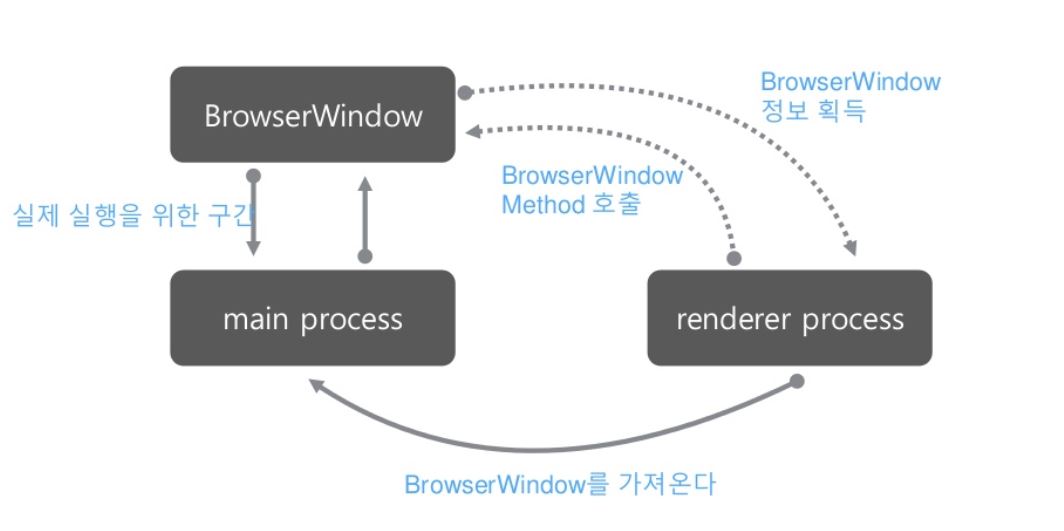 BrowserWindow
BrowserWindow
정보 획득
BrowserWindow
Method 호출
실제 실행을 위한 구간
main process
renderer process
BrowserWindow를 가져온다